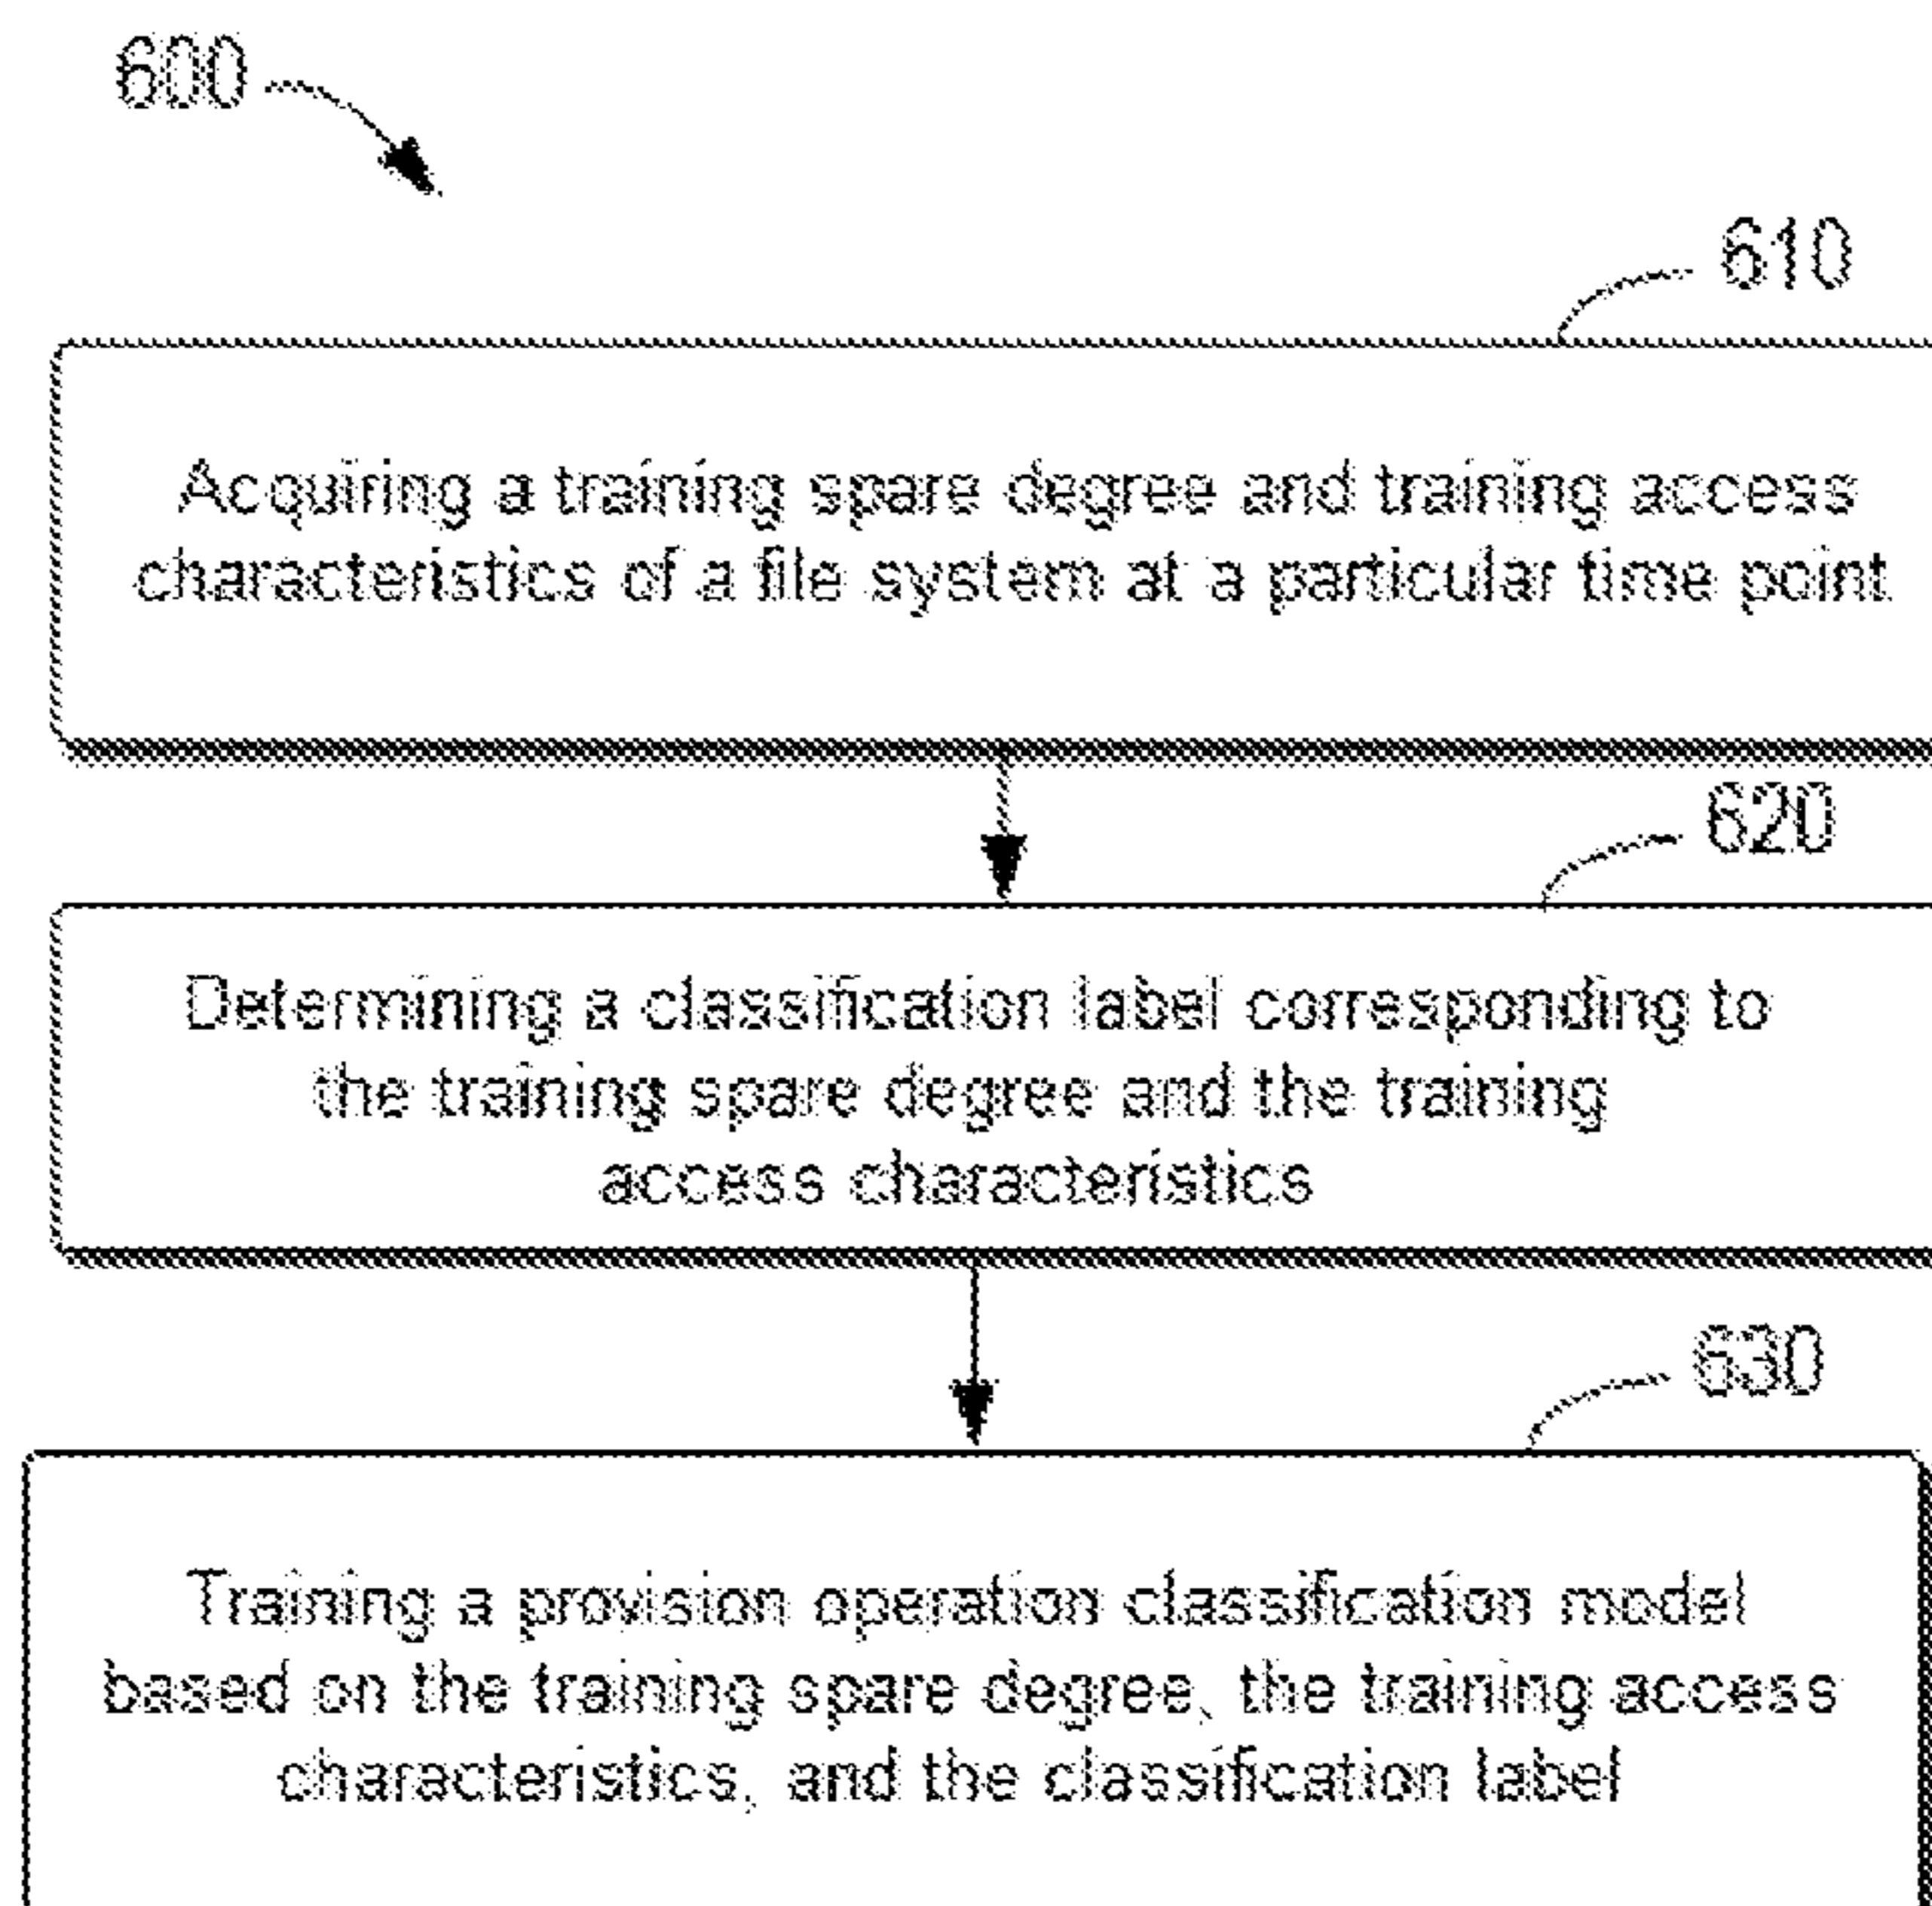 600
610
Acquiring a training spare degree and training access
characteristics of a file system at a particular time point
620
Determining a classification label corresponding to
the training spare degree and the training
access characteristics
630
Training a provision operation classification model
based on the training spare degree, the training access
characteristics, and the classification label